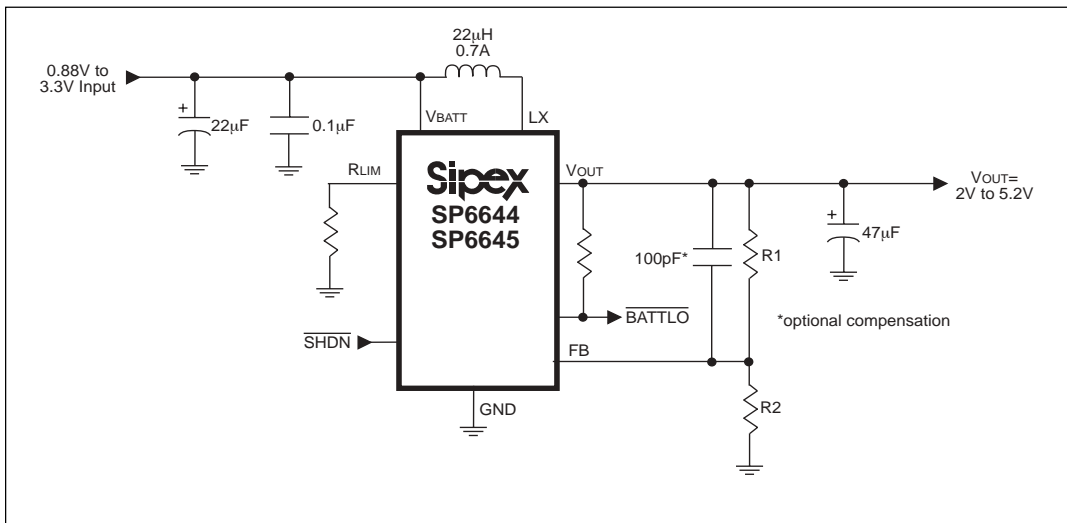 22μH
0.7A
0.88V to
3.3V Input
+
22μF
0.1μF
VBATT
LX
RLIM
Sipex
SP6644
SP6645
VOUT
VOUT=
2V to 5.2V
+
47μF
100pF*
R1
BATTLO
*optional compensation
SHDN
FB
R2
GND